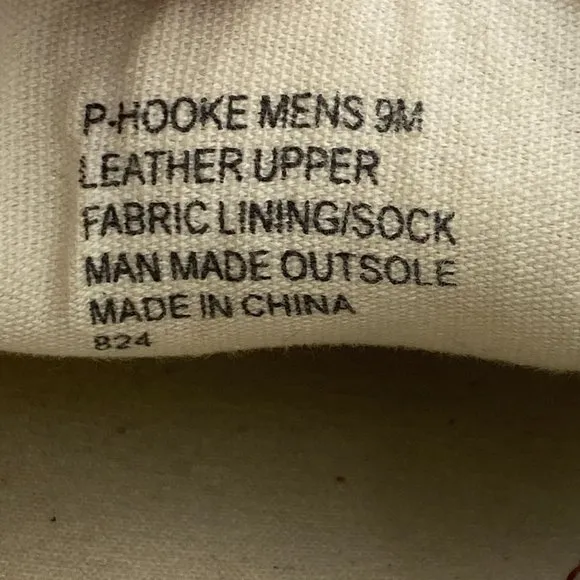 P-HOOKE MENS 9M
LEATHER UPPER
FABRIC LINING/SOCK
MAN MADE OUTSOLE
MADE IN CHINA
824